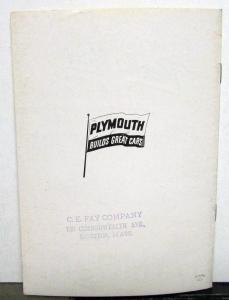 PLYMOUTH
BUILDS GREAT CARS
C. E. FAY COMPANY
COMMONWEALTH AVE.,
BOSTON, MASS.